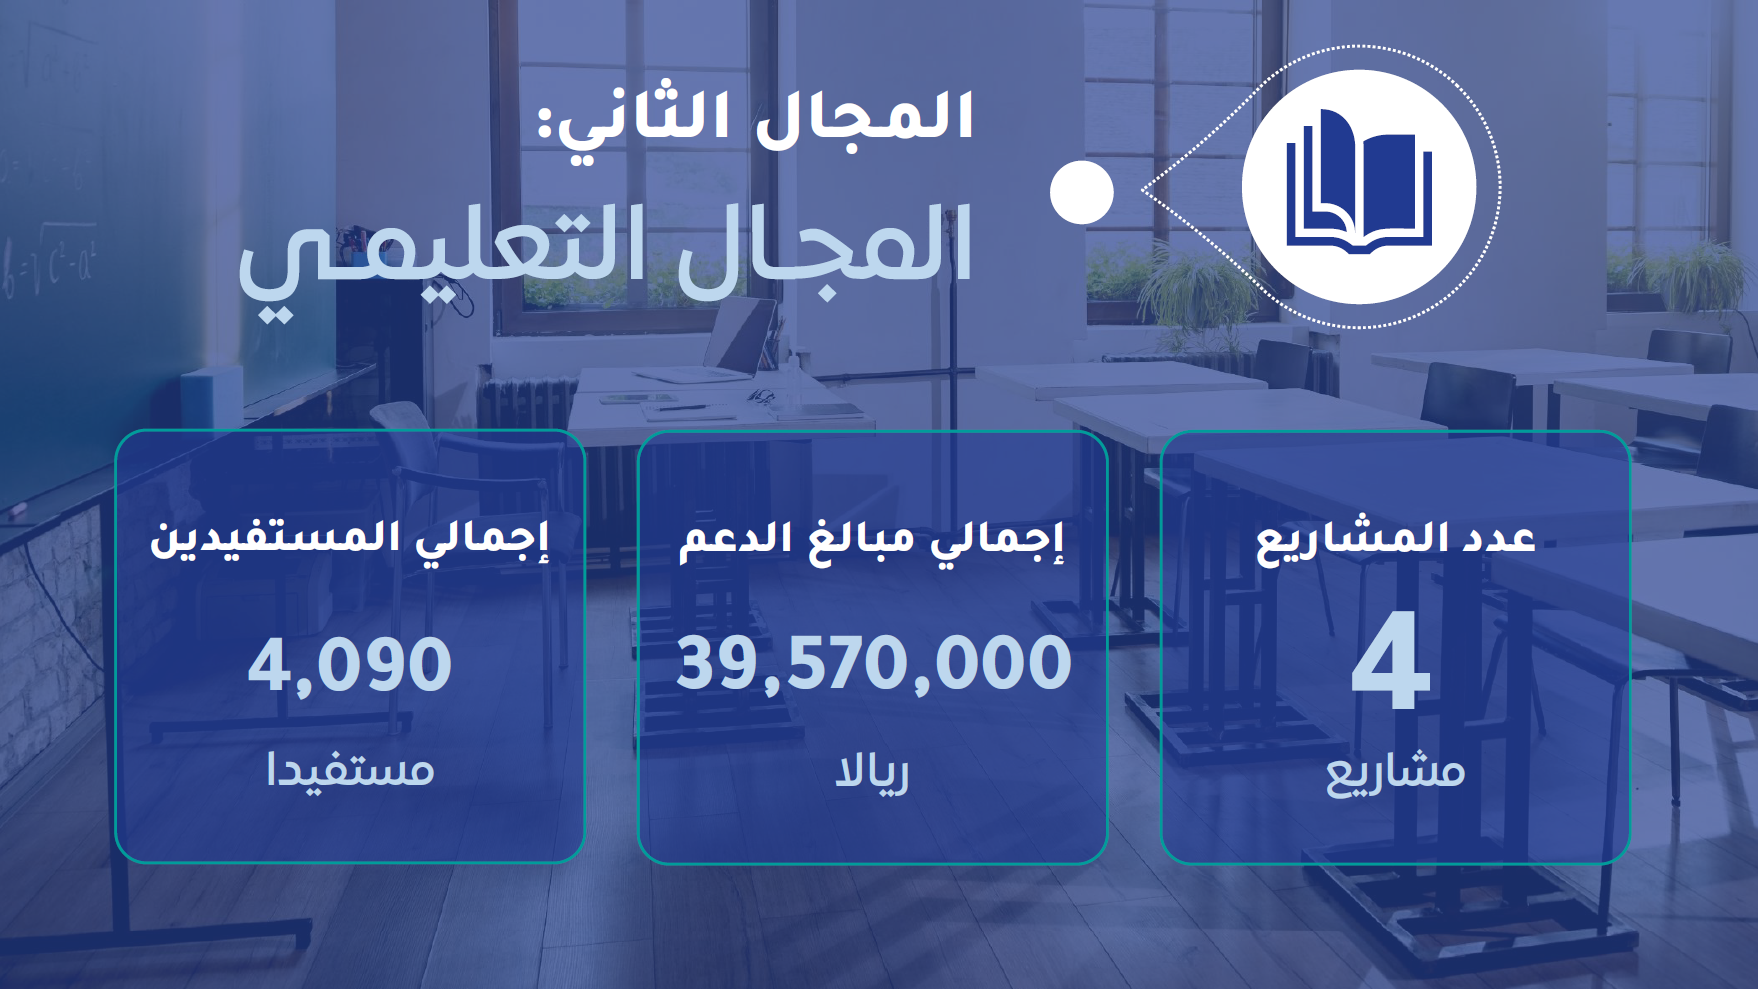 المجال الثاني:
المجال التعليمي
عدد المشاريع
4
مشاريع
إجمالي مبالغ الدعم
39,570,000
ريالا
إجمالي المستفيدين
4,090
مستفيدا